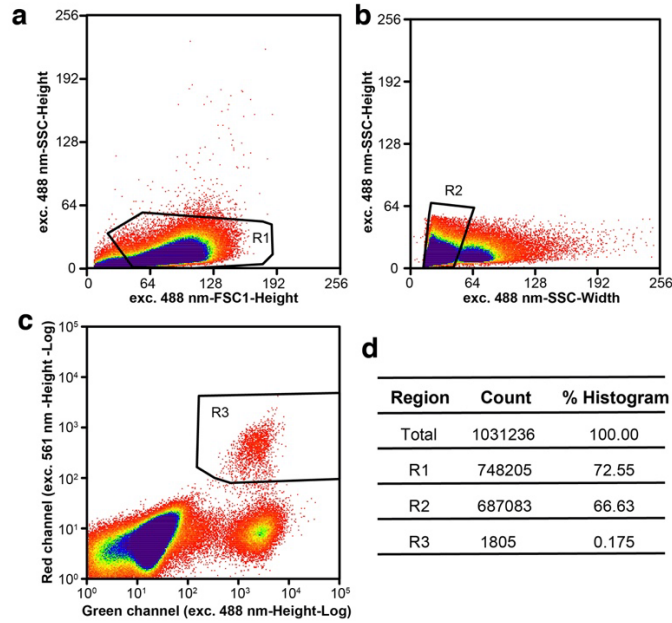 a
256
192
128
64
0
64
128
192
256
R1
exc. 488 nm-SSC-Height
exc. 488 nm-FSC1-Height
b
256
192
128
64
0
0
64
128
192
256
R2
exc. 488 nm-SSC-Height
exc. 488 nm-SSC-Width
c
10⁵
10⁴
10³
10²
10¹
10⁰
10⁰
10¹
10²
10³
10⁴
10⁵
R3
Red channel (exc. 561 nm -Height -Log)
Green channel (exc. 488 nm-Height-Log)
d
Region Count % Histogram
Total 1031236 100.00
R1 748205 72.55
R2 687083 66.63
R3 1805 0.175